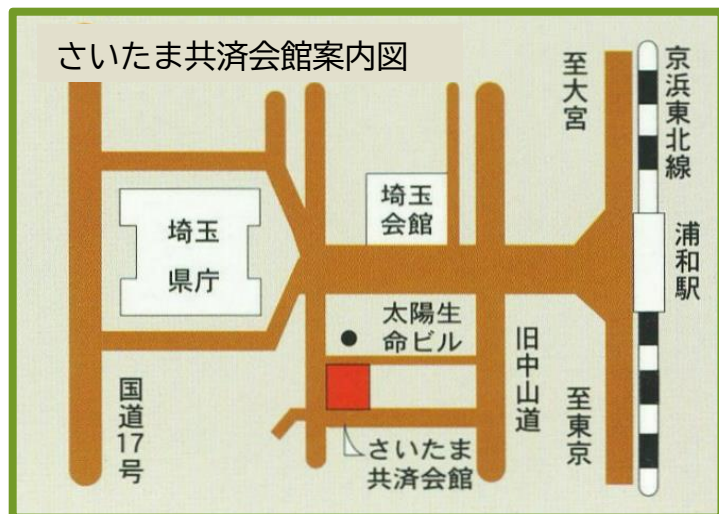 さいたま共済会館案内図
至大宮
京浜東北線
埼玉
会館
埼玉
県庁
浦和駅
太陽生
命ビル
旧中山道
至東京
国道17号
さいたま
共済会館